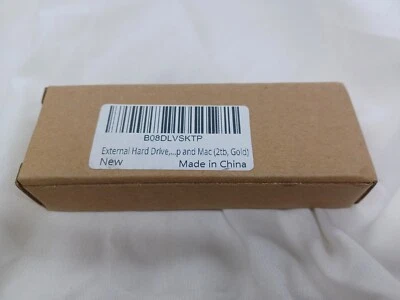 B08DLVSKTP
External Hard Drive,...p and Mac (2tb, Gold)
New
Made in China